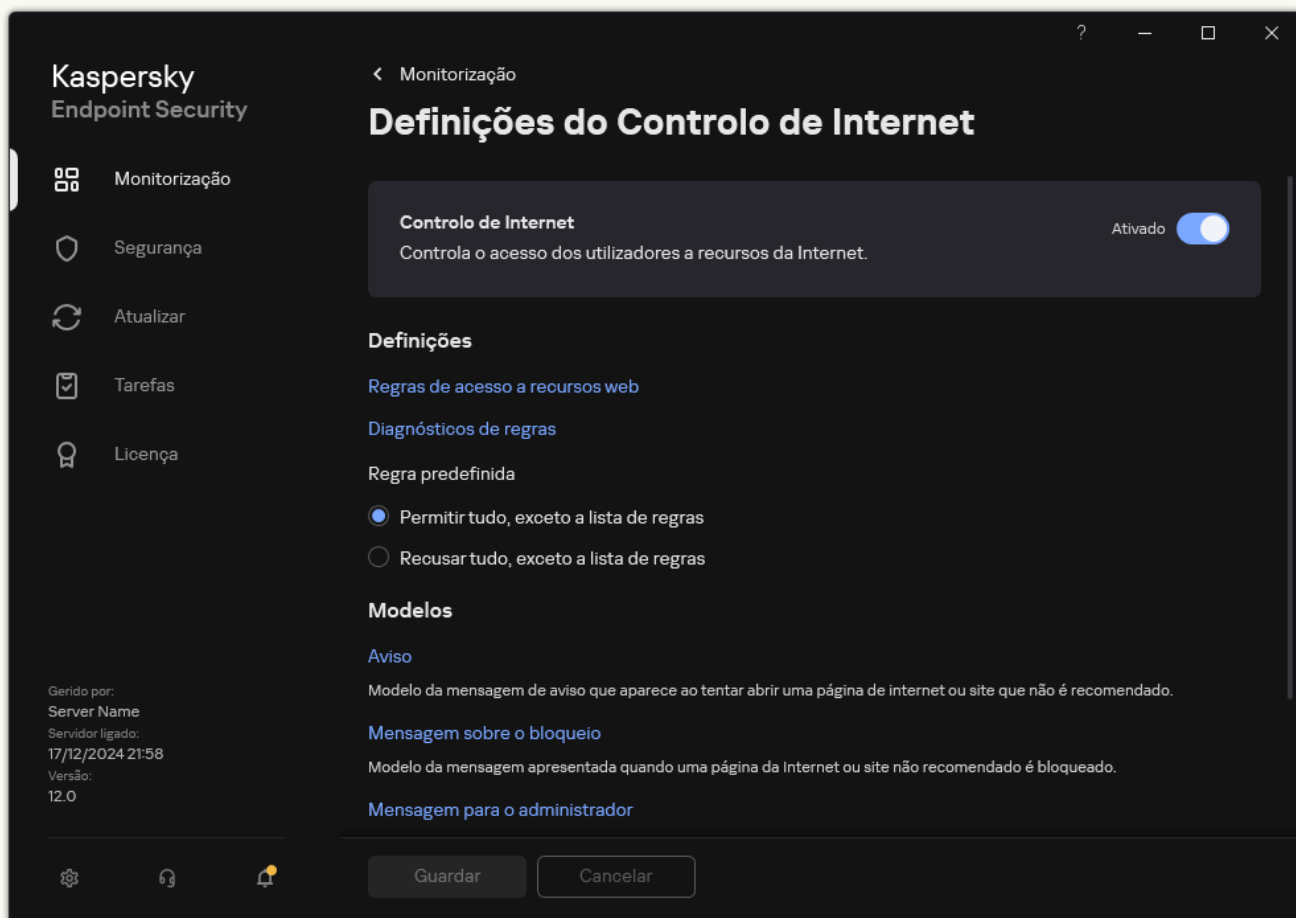 ?
Kaspersky
Endpoint Security
Monitorização
Segurança
Atualizar
Tarefas
Licença
Gerido por:
Server Name
Servidor ligado:
17/12/2024 21:58
Versão:
12.0
Monitorização
Definições do Controlo de Internet
Controlo de Internet
Controla o acesso dos utilizadores a recursos da Internet.
Ativado
Definições
Regras de acesso a recursos web
Diagnósticos de regras
Regra predefinida
Permitir tudo, exceto a lista de regras
Recusar tudo, exceto a lista de regras
Modelos
Aviso
Modelo da mensagem de aviso que aparece ao tentar abrir uma página de internet ou site que não é recomendado.
Mensagem sobre o bloqueio
Modelo da mensagem apresentada quando uma página da Internet ou site não recomendado é bloqueado.
Mensagem para o administrador
Guardar
Cancelar